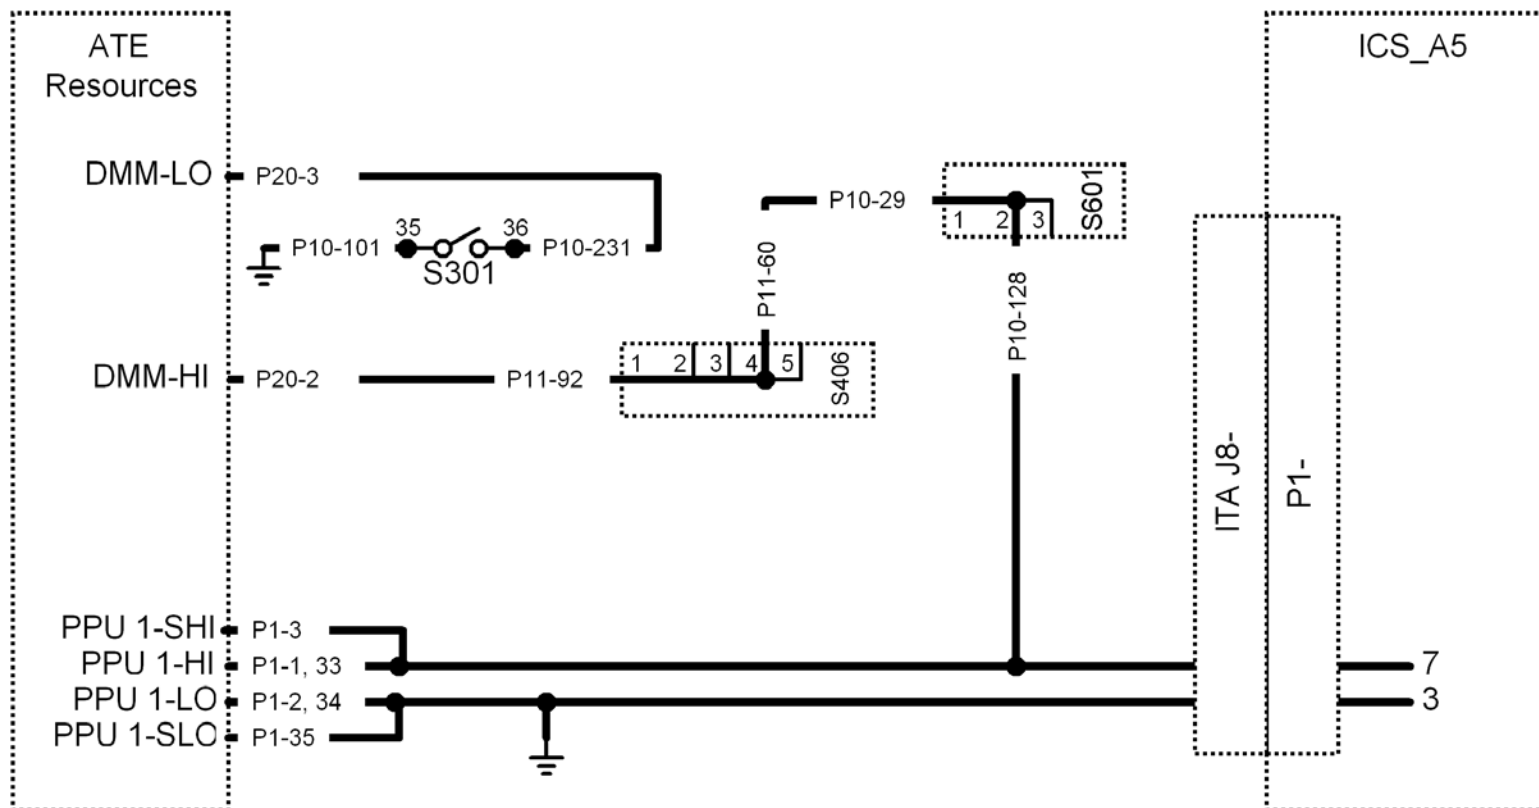 ATE
Resources
ICS_A5
DMM-LO
P20-3
P10-29
1
2
3
S601
35
36
P10-101
P10-231
S301
P11-60
P10-128
1
2
3
4
5
S406
DMM-HI
P20-2
P11-92
ITA J8-
P1-
PPU 1-SHI
P1-3
PPU 1-HI
P1-1, 33
7
PPU 1-LO
P1-2, 34
3
PPU 1-SLO
P1-35